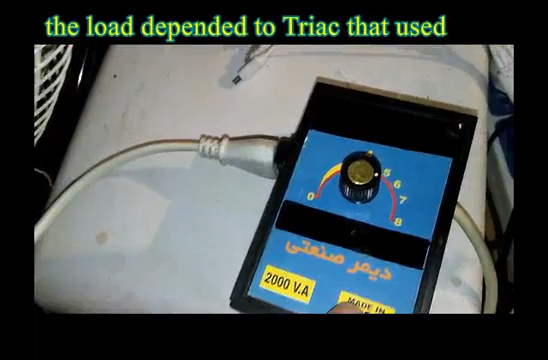 the load depended to Triac that used
0 5 6 7 8
دیمر صنعتی
2000 V.A
MADE IN